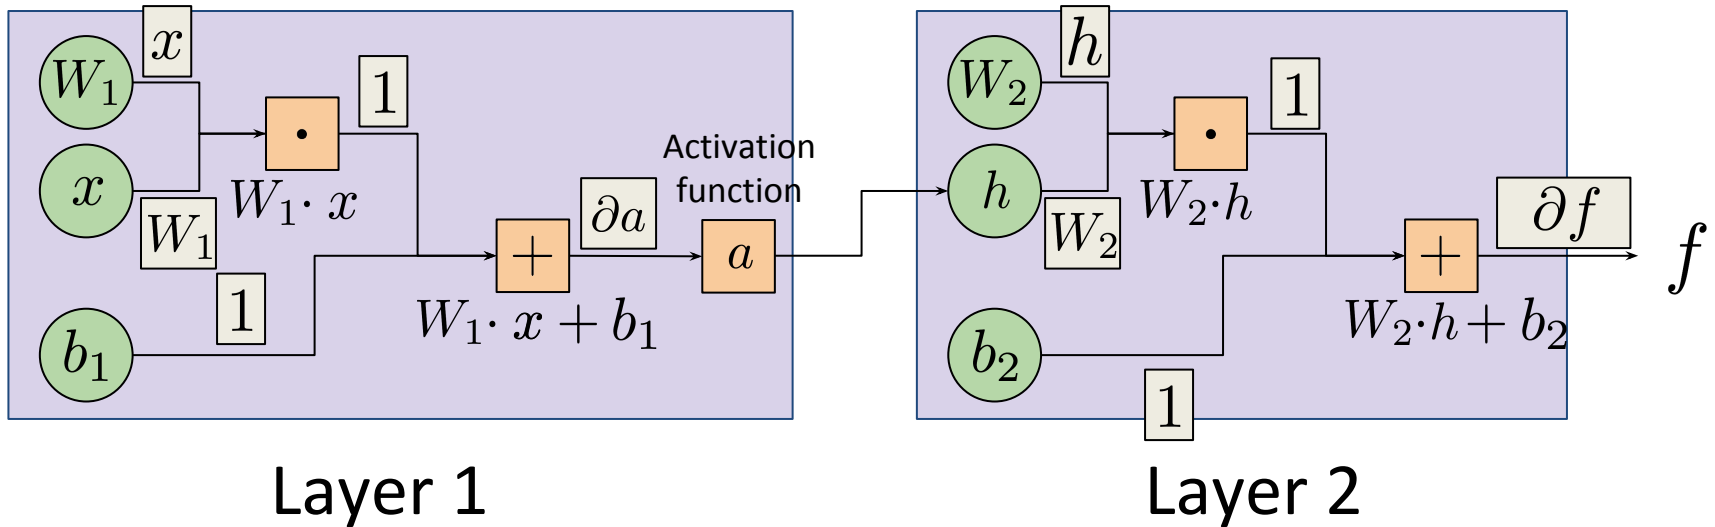 x
W₁
1
·
x
W₁
W₁· x
1
b₁
+
W₁· x + b₁
∂a
Activation
function
a
h
W₂
1
·
h
W₂
W₂·h
b₂
1
+
W₂·h + b₂
∂f
f
Layer 1
Layer 2